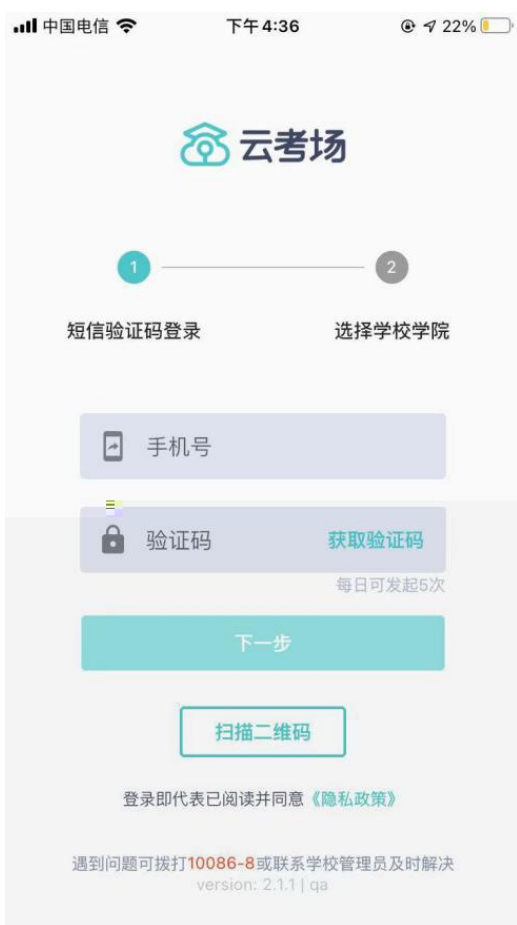 中国电信 下午4:36 22%
云考场
1 2
短信验证码登录 选择学校学院
手机号
验证码 获取验证码
每日可发起5次
下一步
扫描二维码
登录即代表已阅读并同意《隐私政策》
遇到问题可拨打10086-8或联系学校管理员及时解决
version: 2.1.1 | qa